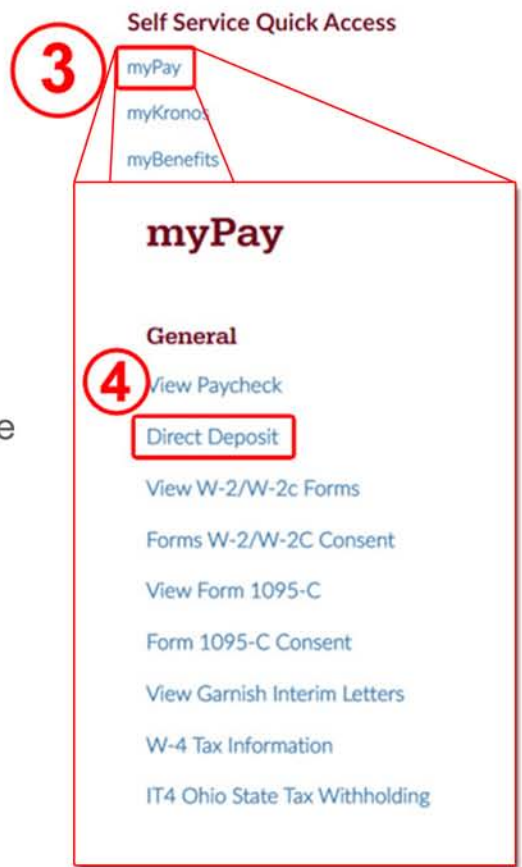 Self Service Quick Access
3
myPay
myKronos
myBenefits
myPay
General
4
View Paycheck
e
Direct Deposit
View W-2/W-2c Forms
Forms W-2/W-2C Consent
View Form 1095-C
Form 1095-C Consent
View Garnish Interim Letters
W-4 Tax Information
IT4 Ohio State Tax Withholding